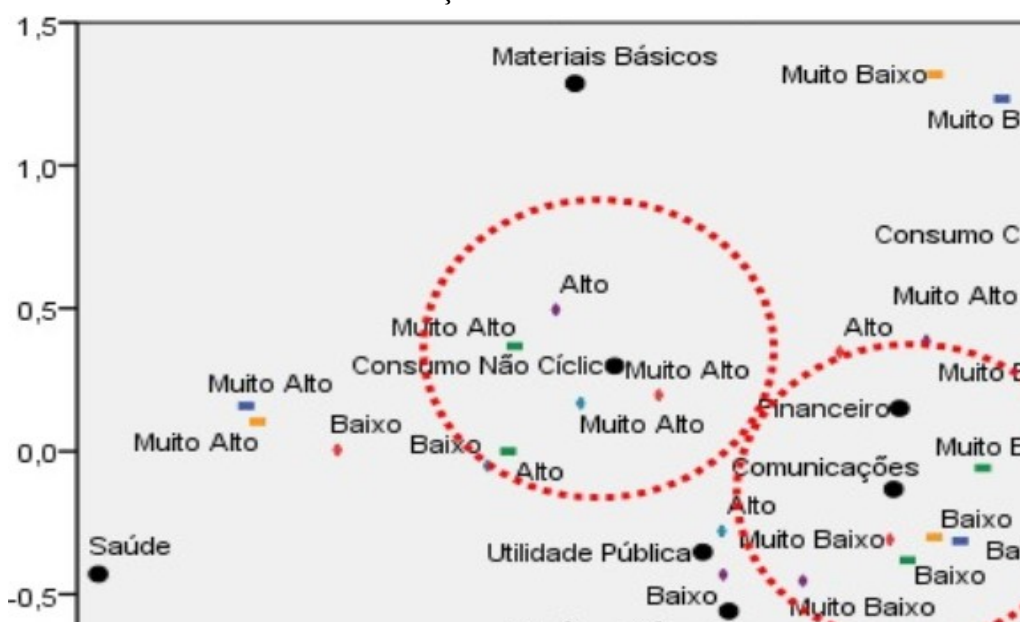 1,5
Materiais Básicos
Muito Baixo
Muito B
1,0
Consumo C
Alto
Muito Alto
0,5
Muito Alto
Alto
Consumo Não Cíclic
Muito Alto
Muito B
Muito Alto
Financeiro
Baixo
Muito Alto
Muito Alto
Baixo
Muito B
0,0
Alto
Comunicações
Alto
Baixo
Saúde
Utilidade Pública
Muito Baixo
Ba
Baixo
-0,5
Baixo
Muito Baixo